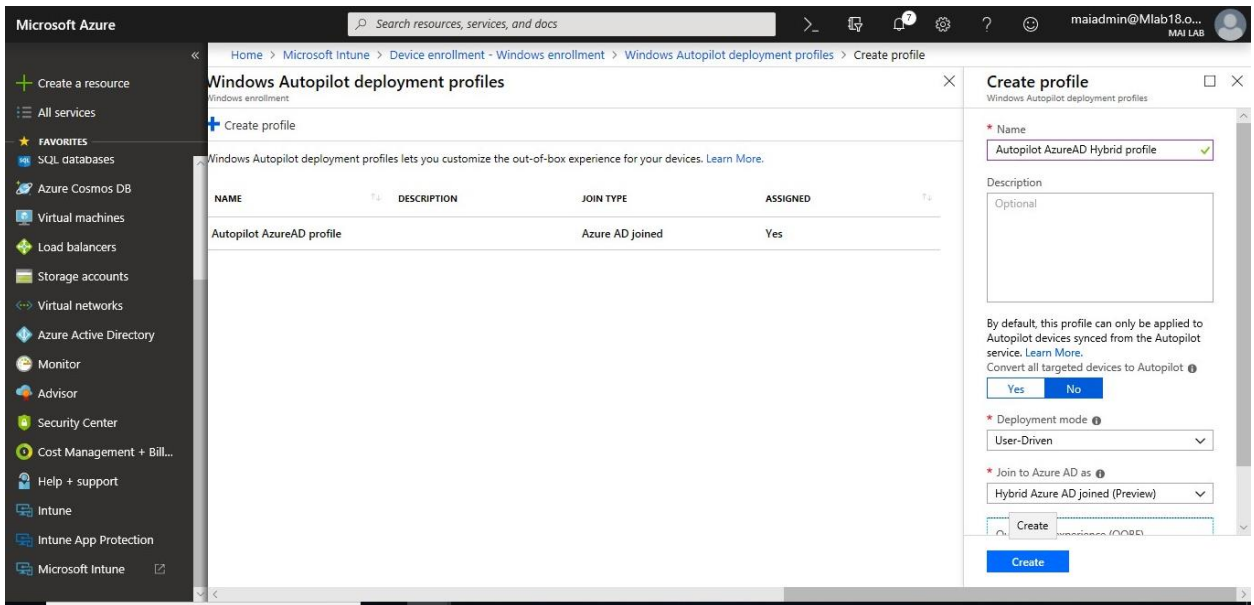 Microsoft Azure
Search resources, services, and docs
7
maiadmin@Mlab18.o...
MAI LAB
Home > Microsoft Intune > Device enrollment - Windows enrollment > Windows Autopilot deployment profiles > Create profile
Create a resource
All services
FAVORITES
SQL databases
Azure Cosmos DB
Virtual machines
Load balancers
Storage accounts
Virtual networks
Azure Active Directory
Monitor
Advisor
Security Center
Cost Management + Bill...
Help + support
Intune
Intune App Protection
Microsoft Intune
Windows Autopilot deployment profiles
Windows enrollment
Create profile
Windows Autopilot deployment profiles lets you customize the out-of-box experience for your devices. Learn More.
NAME DESCRIPTION JOIN TYPE ASSIGNED
Autopilot AzureAD profile Azure AD joined Yes
Create profile
Windows Autopilot deployment profiles
* Name
Autopilot AzureAD Hybrid profile
Description
Optional
By default, this profile can only be applied to
Autopilot devices synced from the Autopilot
service. Learn More.
Convert all targeted devices to Autopilot
Yes No
* Deployment mode
User-Driven
* Join to Azure AD as
Hybrid Azure AD joined (Preview)
Create
Create